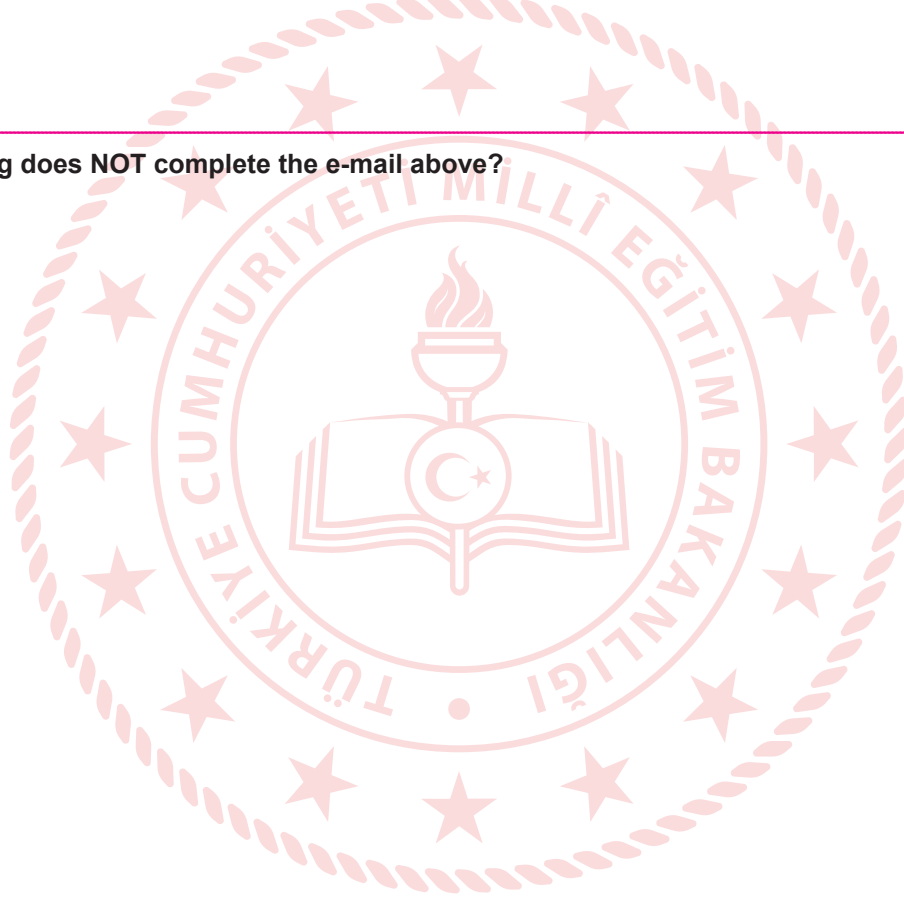 g does NOT complete the e-mail above?
TÜRKİYE CUMHURİYETİ MİLLÎ EĞİTİM BAKANLIĞI